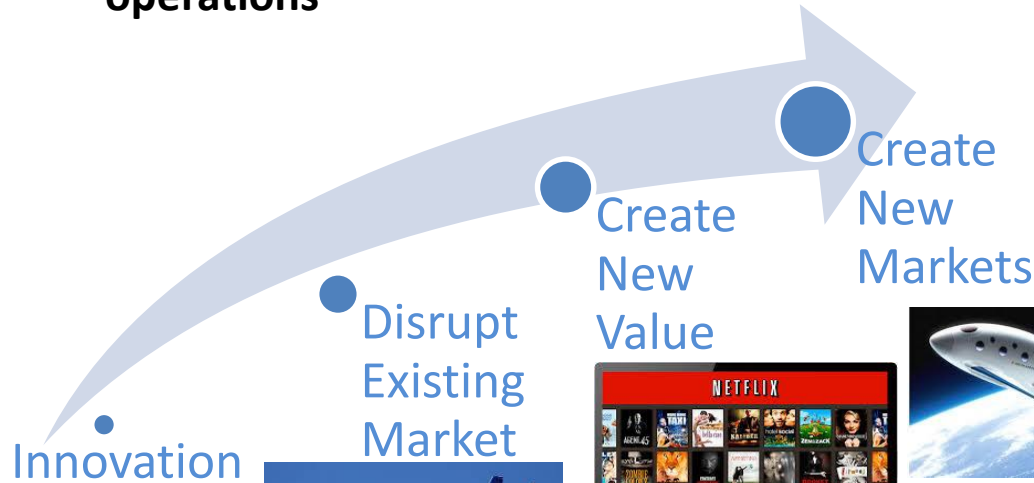 operations
Create
New
Markets
Create
New
Value
Disrupt
Existing
Market
Innovation
NETFLIX